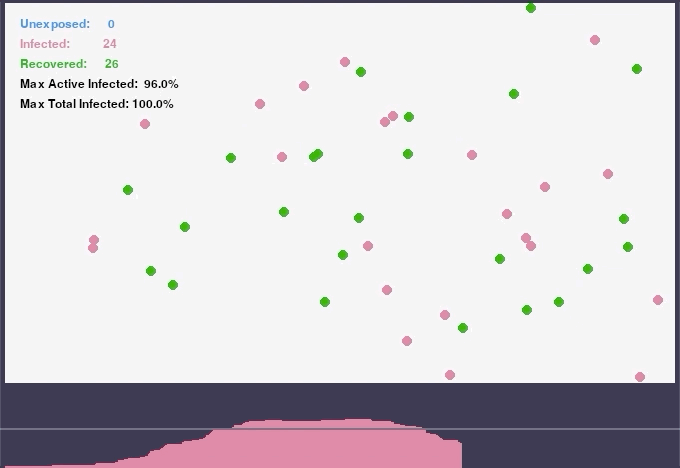 Unexposed: 0
Infected: 24
Recovered: 26
Max Active Infected: 96.0%
Max Total Infected: 100.0%